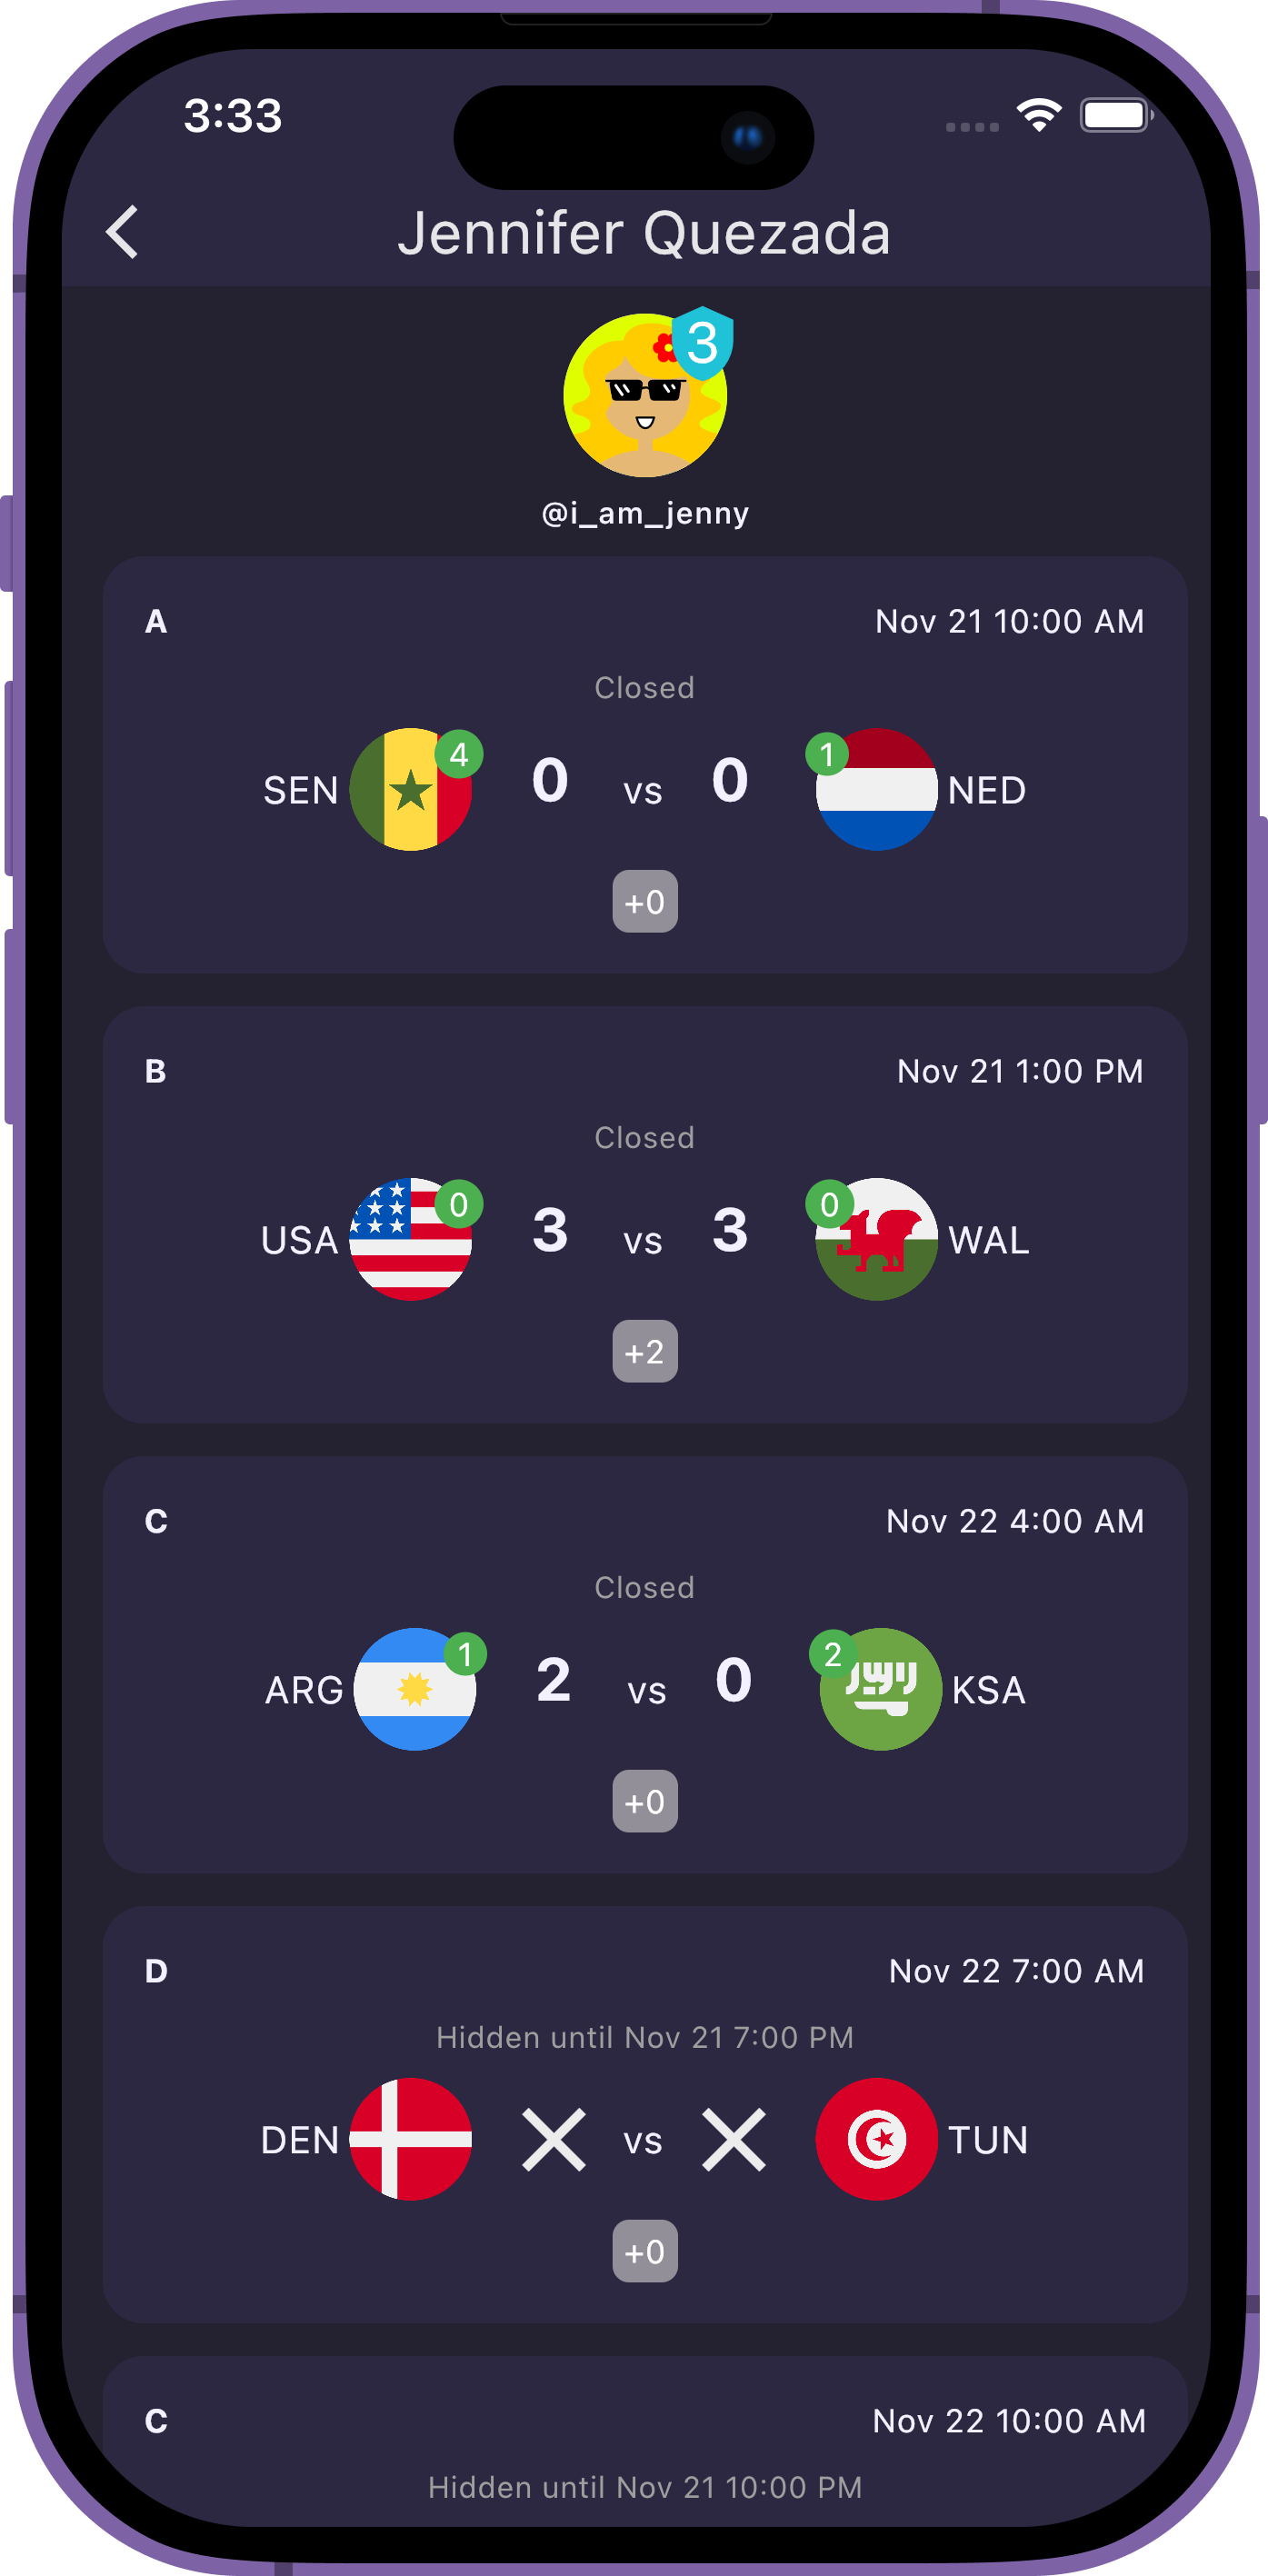 3:33
Jennifer Quezada
3
@i_am_jenny
A Nov 21 10:00 AM
Closed
SEN 4 0 vs 0 1 NED
+0
B Nov 21 1:00 PM
Closed
USA 0 3 vs 3 0 WAL
+2
C Nov 22 4:00 AM
Closed
ARG 1 2 vs 0 2 KSA
+0
D Nov 22 7:00 AM
Hidden until Nov 21 7:00 PM
DEN vs TUN
+0
C Nov 22 10:00 AM
Hidden until Nov 21 10:00 PM